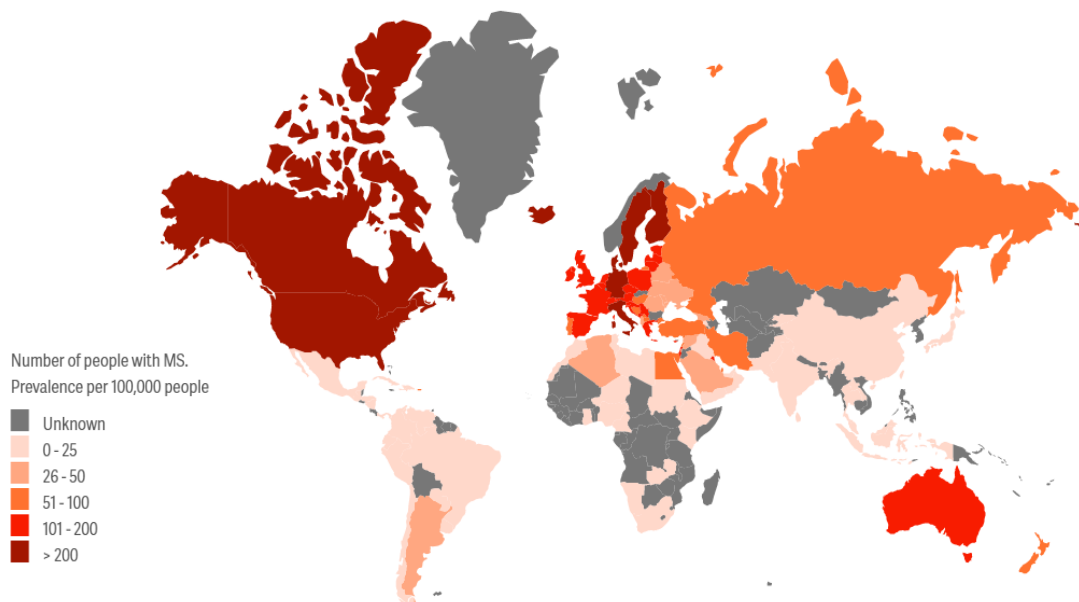 Number of people with MS.
Prevalence per 100,000 people
Unknown
0 - 25
26 - 50
51 - 100
101 - 200
> 200